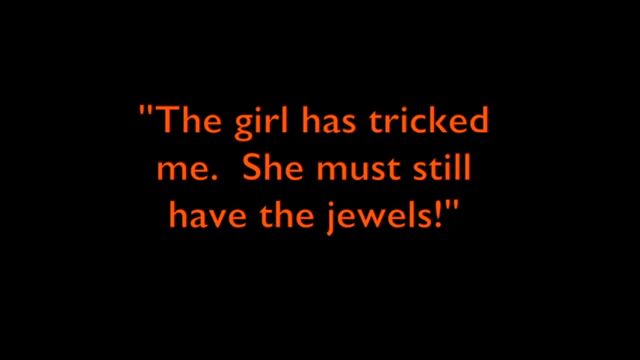 "The girl has tricked
me.  She must still
have the jewels!"